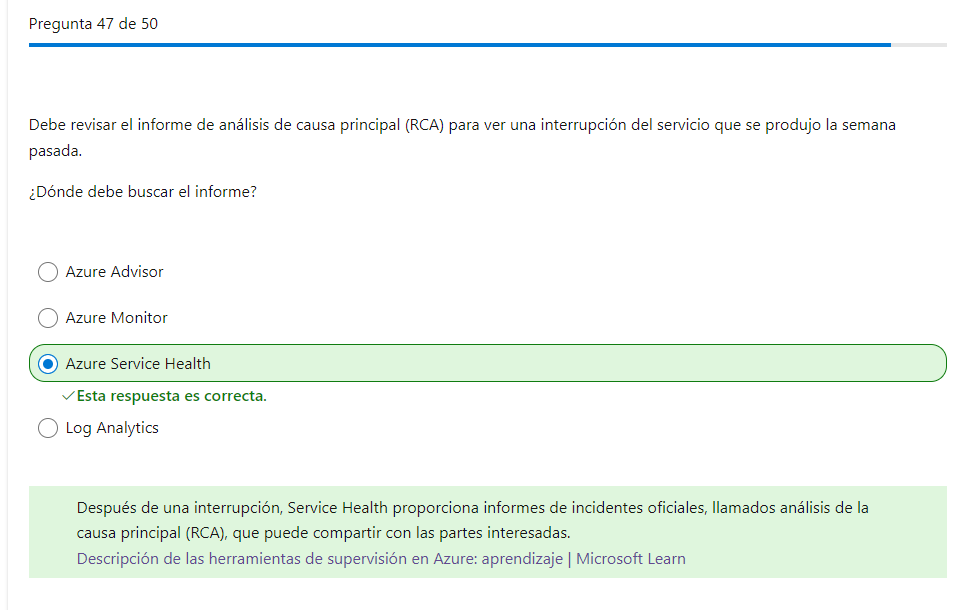 Pregunta 47 de 50
Debe revisar el informe de análisis de causa principal (RCA) para ver una interrupción del servicio que se produjo la semana
pasada.
¿Dónde debe buscar el informe?
Azure Advisor
Azure Monitor
Azure Service Health
Esta respuesta es correcta.
Log Analytics
Después de una interrupción, Service Health proporciona informes de incidentes oficiales, llamados análisis de la
causa principal (RCA), que puede compartir con las partes interesadas.
Descripción de las herramientas de supervisión en Azure: aprendizaje | Microsoft Learn